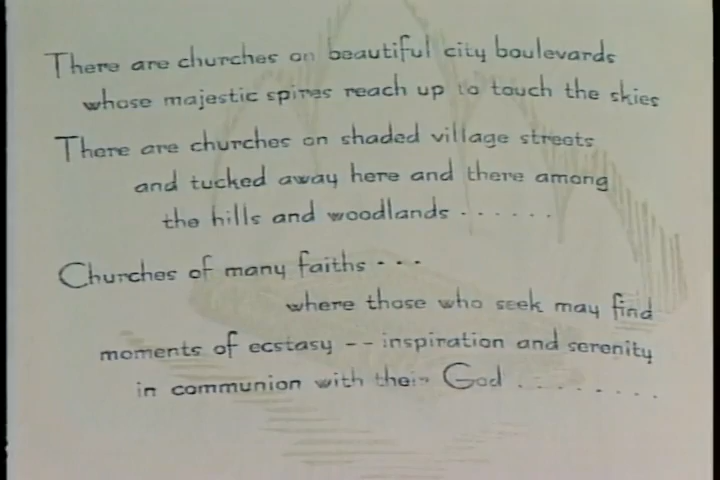 There are churches on beautiful city boulevards
whose majestic spires reach up to touch the skies
There are churches on shaded village streets
and tucked away here and there among
the hills and woodlands . . . . . .
Churches of many faiths - - -
where those who seek may find
moments of ecstasy -- inspiration and serenity
in communion with their God . . . . . . . .